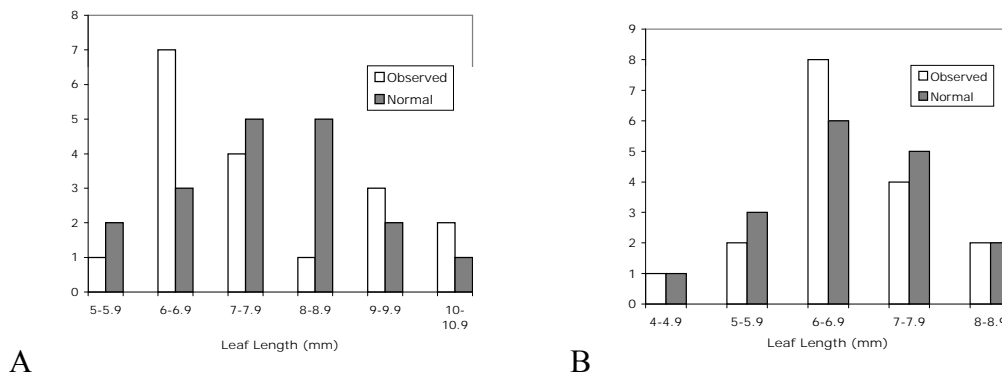 8
7
6
5
4
3
2
1
0
Observed
Normal
5-5.9 6-6.9 7-7.9 8-8.9 9-9.9 10-
10.9
Leaf Length (mm)
A
9
8
7
6
5
4
3
2
1
0
Observed
Normal
4-4.9 5-5.9 6-6.9 7-7.9 8-8.9
Leaf Length (mm)
B